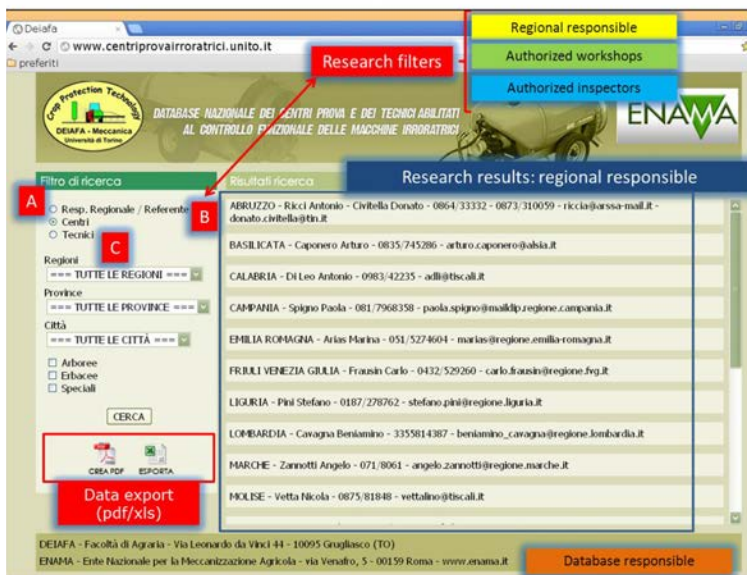 Deiafa
www.centriprovairroratrici.unito.it
preferiti
Research filters
Regional responsible
Authorized workshops
Authorized inspectors
Crop Protection Technology
DEIAFA - Meccanica
Università di Torino
DATABASE NAZIONALE DEI CENTRI PROVA E DEI TECNICI ABILITATI
AL CONTROLLO FUNZIONALE DELLE MACCHINE IRRORATRICI
ENAMA
Filtro di ricerca
Risultati ricerca
Research results: regional responsible
A
B
C
Resp. Regionale / Referente
Centri
Tecnici
Regioni
=== TUTTE LE REGIONI ===
Province
=== TUTTE LE PROVINCE ===
Città
=== TUTTE LE CITTÀ ===
Arboree
Erbacee
Speciali
CERCA
CREA PDF
ESPORTA
Data export
(pdf/xls)
ABRUZZO - Ricci Antonio - Civitella Donato - 0864/33332 - 0873/310059 - riccia@arssa-mail.it -
donato.civitella@tin.it
BASILICATA - Caponero Arturo - 0835/745286 - arturo.caponero@alsia.it
CALABRIA - Di Leo Antonio - 0983/42235 - adli@tiscali.it
CAMPANIA - Spigno Paola - 081/7968358 - paola.spigno@maildip.regione.campania.it
EMILIA ROMAGNA - Arias Marina - 051/5274604 - marias@regione.emilia-romagna.it
FRIULI VENEZIA GIULIA - Frausin Carlo - 0432/529260 - carlo.frausin@regione.fvg.it
LIGURIA - Pini Stefano - 0187/278762 - stefano.pini@regione.liguria.it
LOMBARDIA - Cavagna Beniamino - 3355814387 - beniamino_cavagna@regione.lombardia.it
MARCHE - Zannotti Angelo - 071/8061 - angelo.zannotti@regione.marche.it
MOLISE - Vetta Nicola - 0875/81848 - vettalino@tiscali.it
DEIAFA - Facoltà di Agraria - Via Leonardo da Vinci 44 - 10095 Grugliasco (TO)
ENAMA - Ente Nazionale per la Meccanizzazione Agricola - via Venafro, 5 - 00159 Roma - www.enama.it
Database responsible